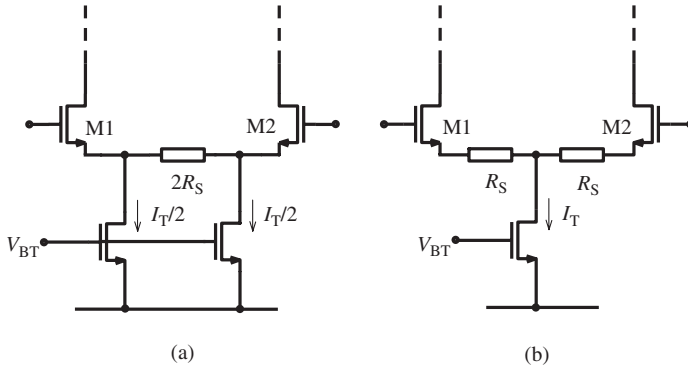 M1
M2
2R_S
I_T/2
I_T/2
V_BT
(a)
M1
M2
R_S
R_S
I_T
V_BT
(b)